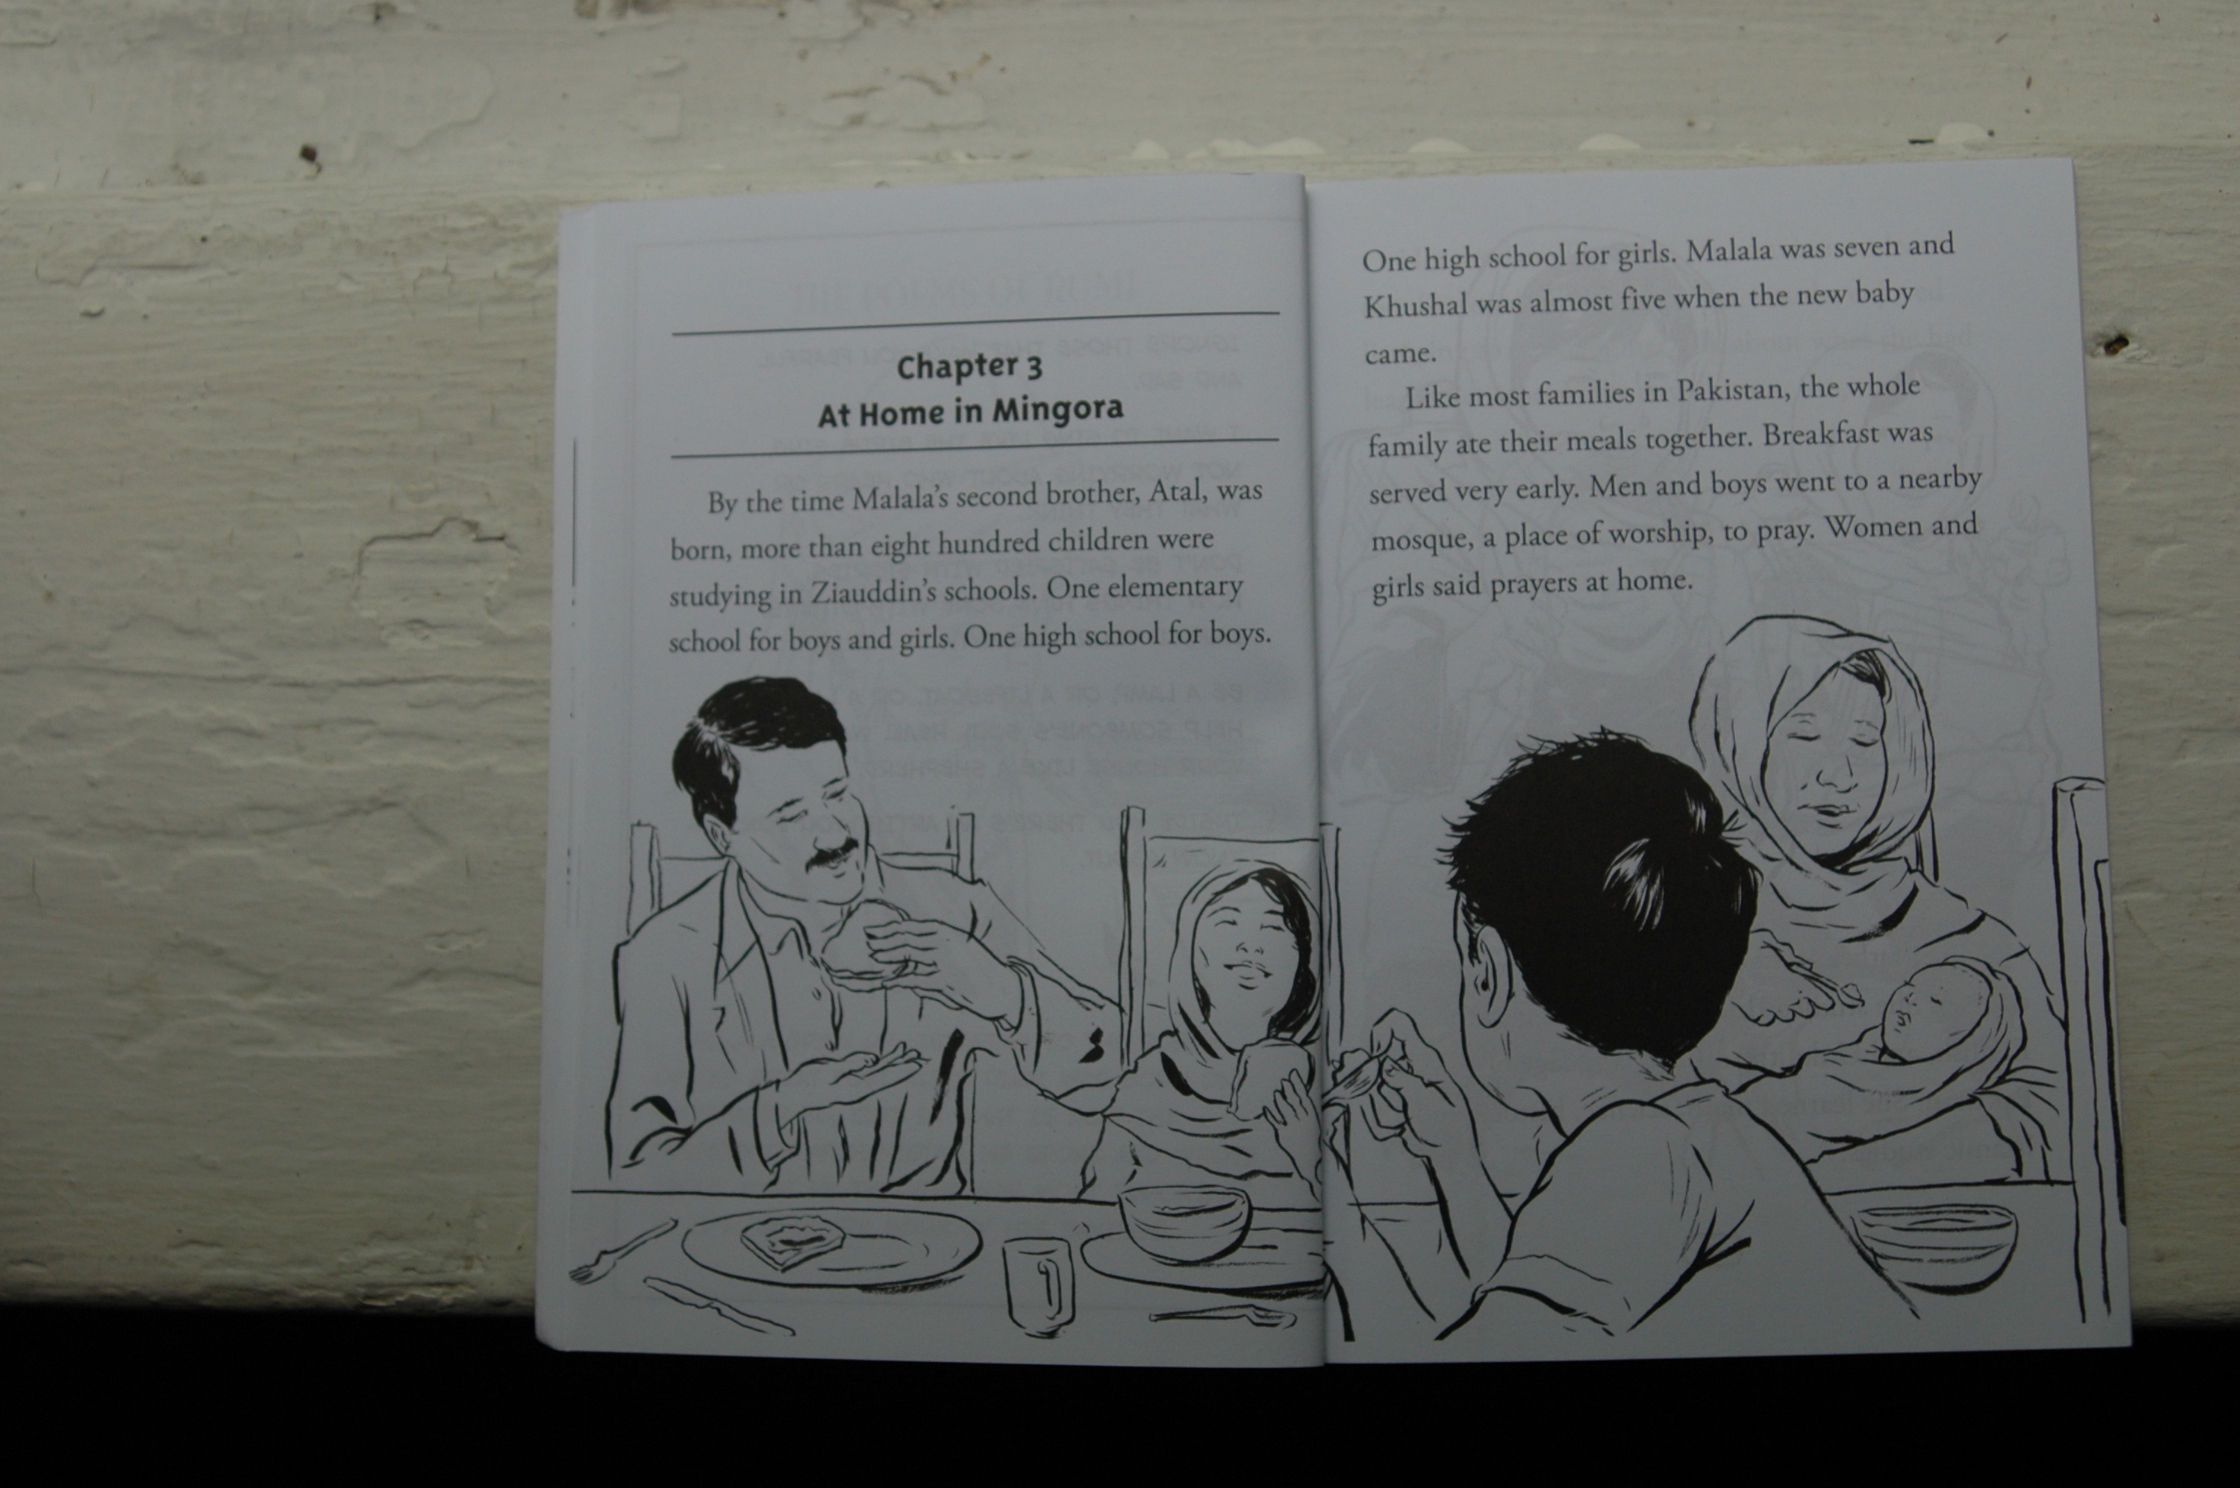 Chapter 3
At Home in Mingora
By the time Malala's second brother, Atal, was
born, more than eight hundred children were
studying in Ziauddin's schools. One elementary
school for boys and girls. One high school for boys.
One high school for girls. Malala was seven and
Khushal was almost five when the new baby
came.
Like most families in Pakistan, the whole
family ate their meals together. Breakfast was
served very early. Men and boys went to a nearby
mosque, a place of worship, to pray. Women and
girls said prayers at home.